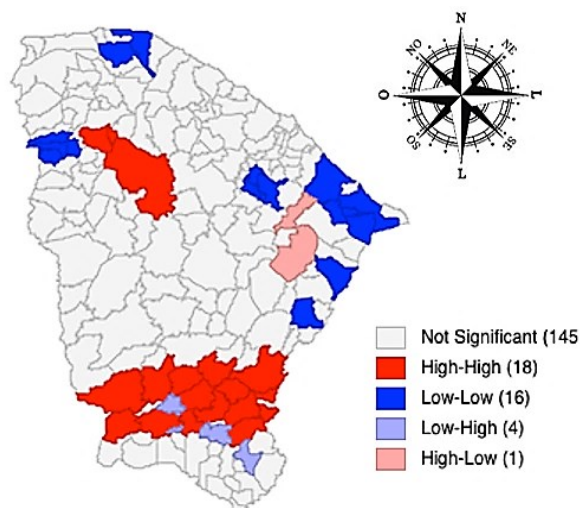 N
NO
NE
O
L
SO
SE
L
Not Significant (145
High-High (18)
Low-Low (16)
Low-High (4)
High-Low (1)